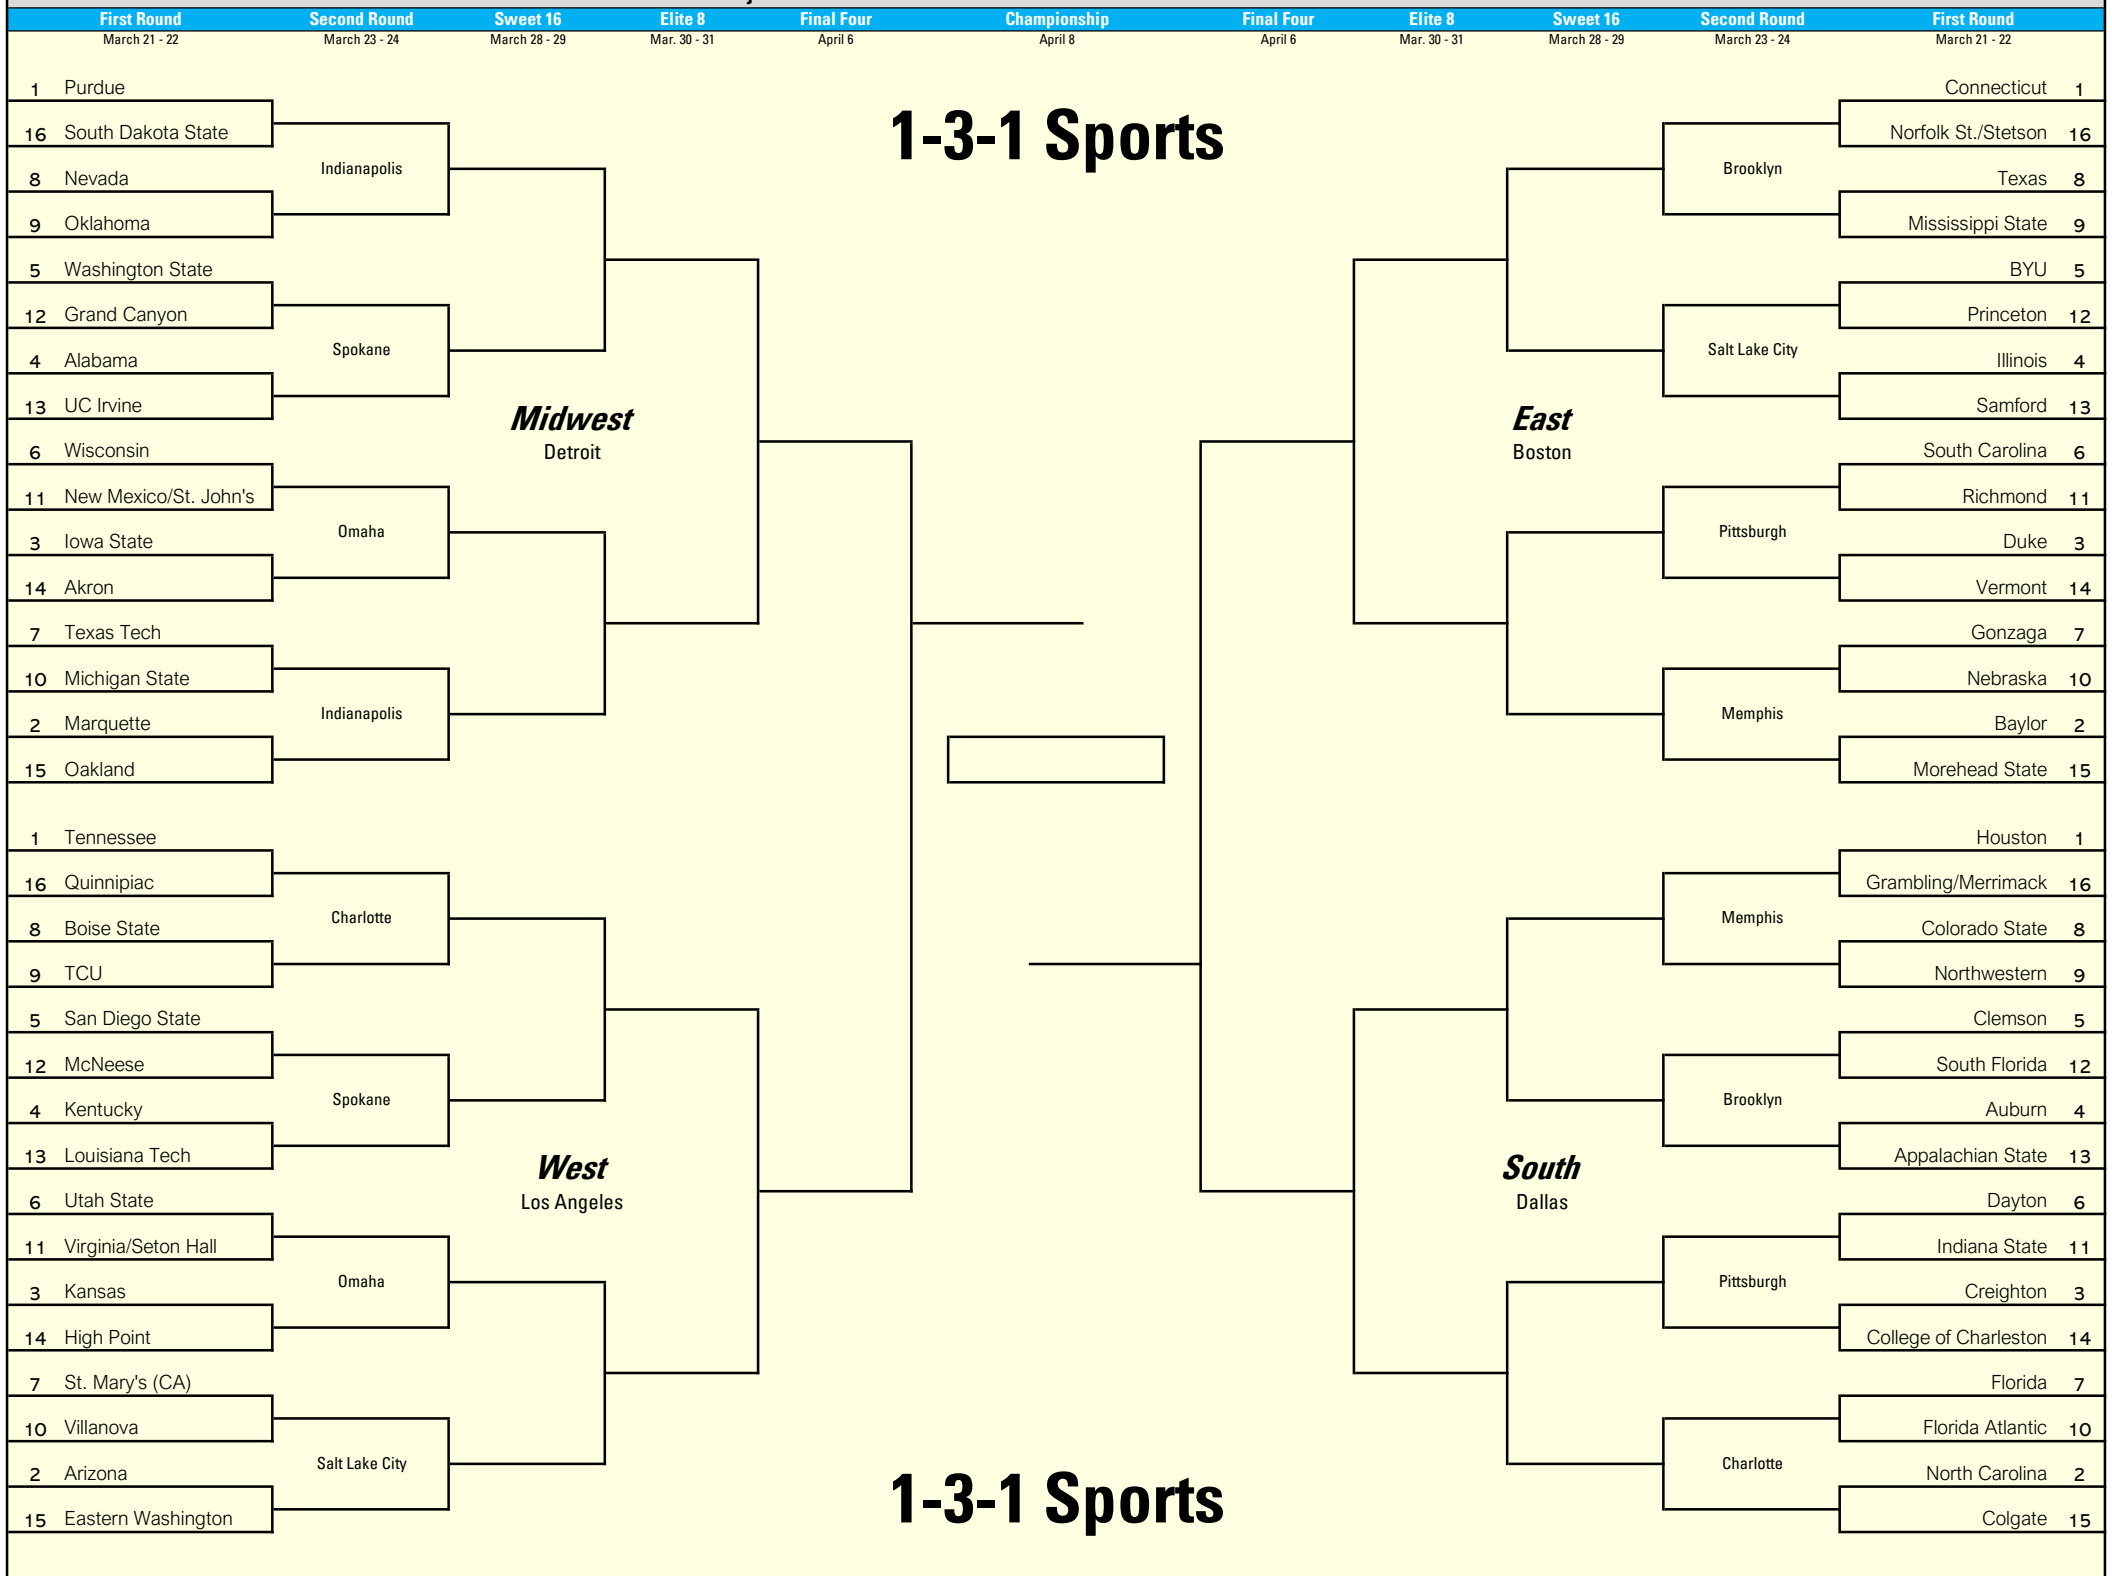 First Round Second Round Sweet 16 Elite 8 Final Four Championship Final Four Elite 8 Sweet 16 Second Round First Round
March 21 - 22 March 23 - 24 March 28 - 29 Mar. 30 - 31 April 6 April 8 April 6 Mar. 30 - 31 March 28 - 29 March 23 - 24 March 21 - 22
1-3-1 Sports
1 Purdue
16 South Dakota State
Indianapolis
8 Nevada
9 Oklahoma
5 Washington State
12 Grand Canyon
Spokane
4 Alabama
13 UC Irvine
Midwest
Detroit
6 Wisconsin
11 New Mexico/St. John's
Omaha
3 Iowa State
14 Akron
7 Texas Tech
10 Michigan State
Indianapolis
2 Marquette
15 Oakland
1 Tennessee
16 Quinnipiac
Charlotte
8 Boise State
9 TCU
5 San Diego State
12 McNeese
Spokane
4 Kentucky
13 Louisiana Tech
West
Los Angeles
6 Utah State
11 Virginia/Seton Hall
Omaha
3 Kansas
14 High Point
7 St. Mary's (CA)
10 Villanova
Salt Lake City
2 Arizona
15 Eastern Washington
Connecticut 1
Norfolk St./Stetson 16
Brooklyn
Texas 8
Mississippi State 9
BYU 5
Princeton 12
Salt Lake City
Illinois 4
Samford 13
East
Boston
South Carolina 6
Richmond 11
Pittsburgh
Duke 3
Vermont 14
Gonzaga 7
Nebraska 10
Memphis
Baylor 2
Morehead State 15
Houston 1
Grambling/Merrimack 16
Memphis
Colorado State 8
Northwestern 9
Clemson 5
South Florida 12
Brooklyn
Auburn 4
Appalachian State 13
South
Dallas
Dayton 6
Indiana State 11
Pittsburgh
Creighton 3
College of Charleston 14
Florida 7
Florida Atlantic 10
Charlotte
North Carolina 2
Colgate 15
1-3-1 Sports